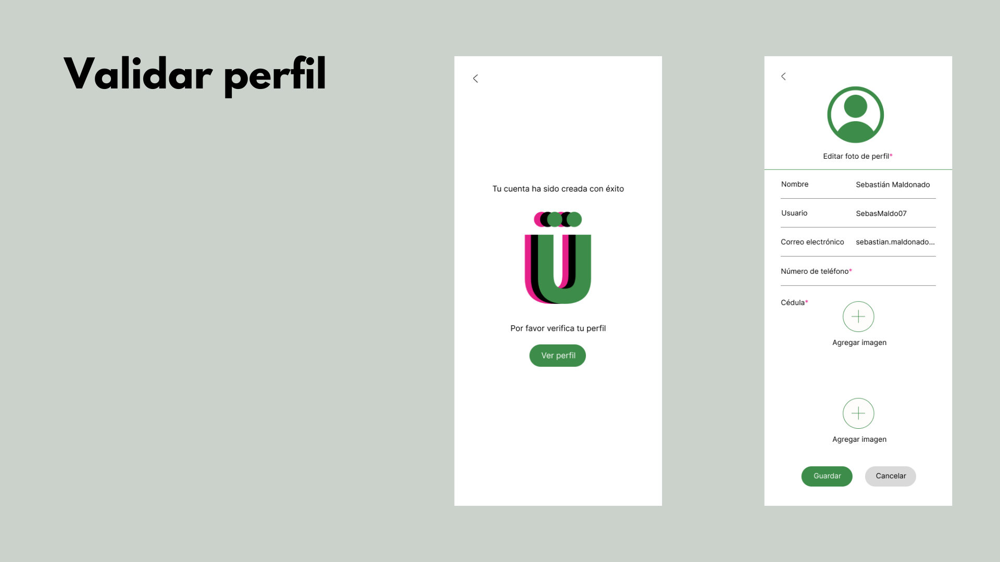 Validar perfil
Tu cuenta ha sido creada con éxito
Ü
Por favor verifica tu perfil
Ver perfil
Editar foto de perfil*
Nombre Sebastián Maldonado
Usuario SebasMaldo07
Correo electrónico sebastian.maldonado...
Número de teléfono*
Cédula*
Agregar imagen
Agregar imagen
Guardar Cancelar